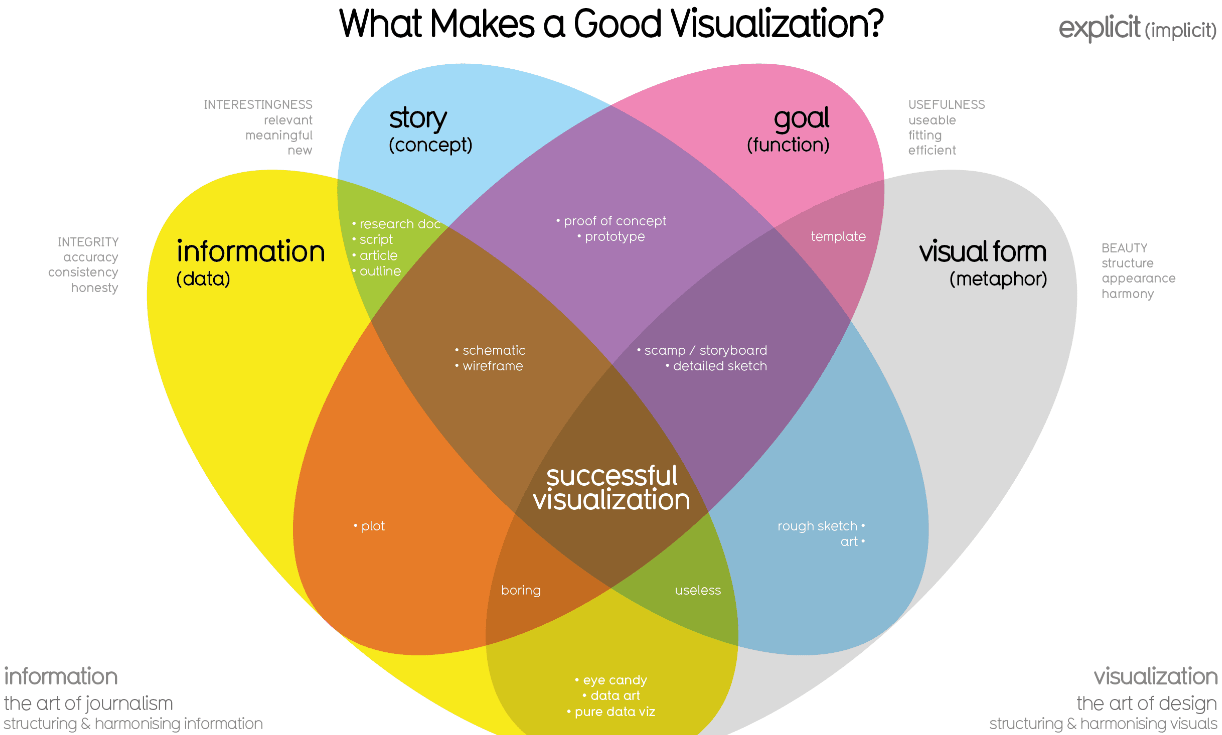 What Makes a Good Visualization?
explicit (implicit)
INTERESTINGNESS
relevant
meaningful
new
story
(concept)
goal
(function)
USEFULNESS
useable
fitting
efficient
INTEGRITY
accuracy
consistency
honesty
information
(data)
• research doc
• script
• article
• outline
• proof of concept
• prototype
template
visual form
(metaphor)
BEAUTY
structure
appearance
harmony
• schematic
• wireframe
• scamp / storyboard
• detailed sketch
successful
visualization
• plot
rough sketch •
art •
boring
useless
• eye candy
• data art
• pure data viz
information
the art of journalism
structuring & harmonising information
visualization
the art of design
structuring & harmonising visuals